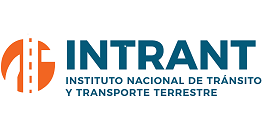 INTRANT
INSTITUTO NACIONAL DE TRÁNSITO
Y TRANSPORTE TERRESTRE